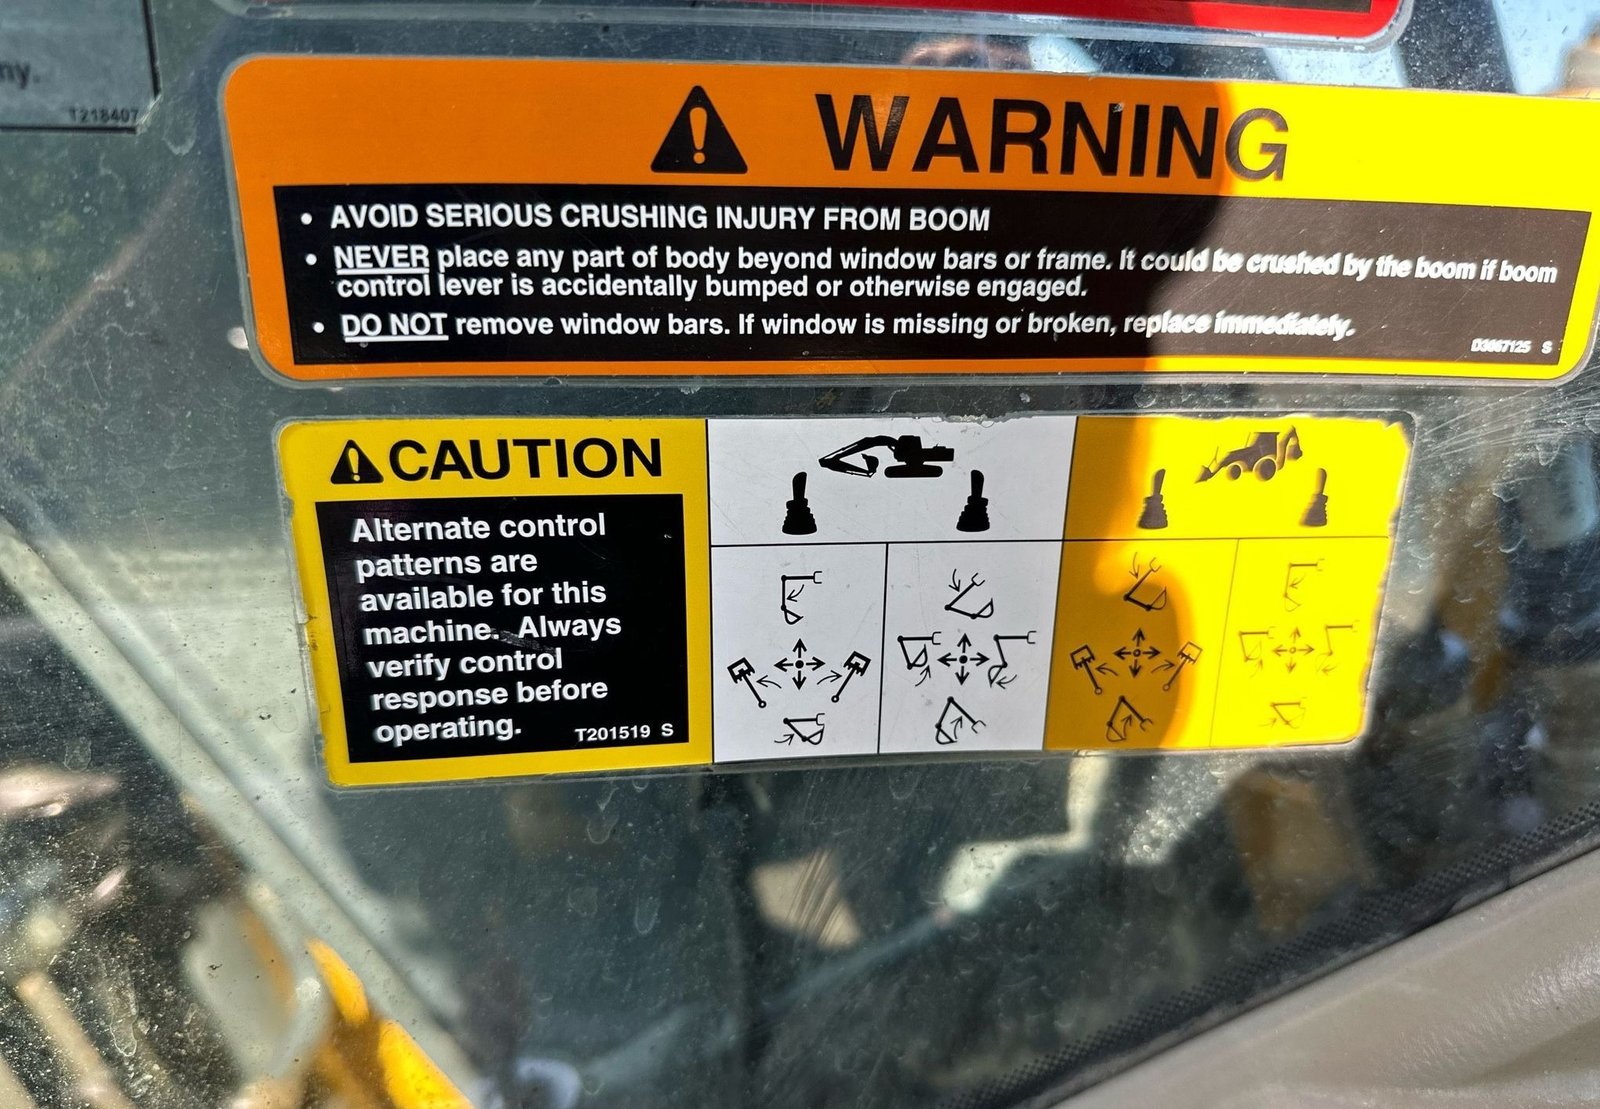 ny.
T218407
WARNING
• AVOID SERIOUS CRUSHING INJURY FROM BOOM
• NEVER place any part of body beyond window bars or frame. It could be crushed by the boom if boom
control lever is accidentally bumped or otherwise engaged.
• DO NOT remove window bars. If window is missing or broken, replace immediately.
CAUTION
Alternate control
patterns are
available for this
machine. Always
verify control
response before
operating.
T201519 S